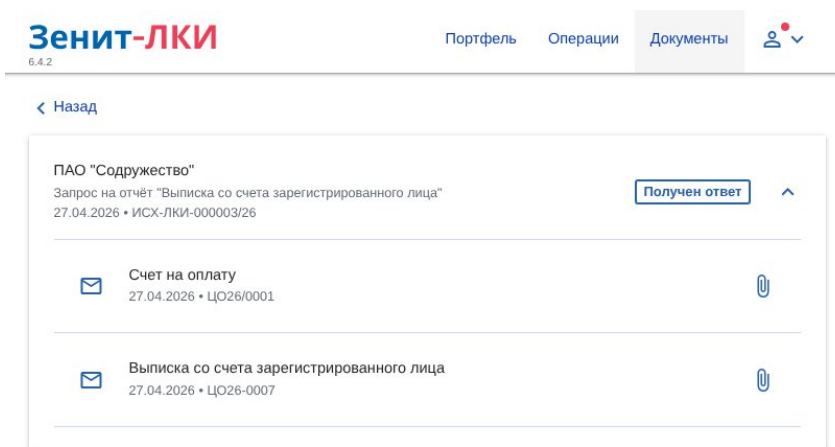 Зенит-ЛКИ
6.4.2
Портфель Операции Документы
Назад
ПАО "Содружество"
Запрос на отчёт "Выписка со счета зарегистрированного лица"
27.04.2026 • ИСХ-ЛКИ-000003/26
Получен ответ
Счет на оплату
27.04.2026 • ЦО26/0001
Выписка со счета зарегистрированного лица
27.04.2026 • ЦО26-0007